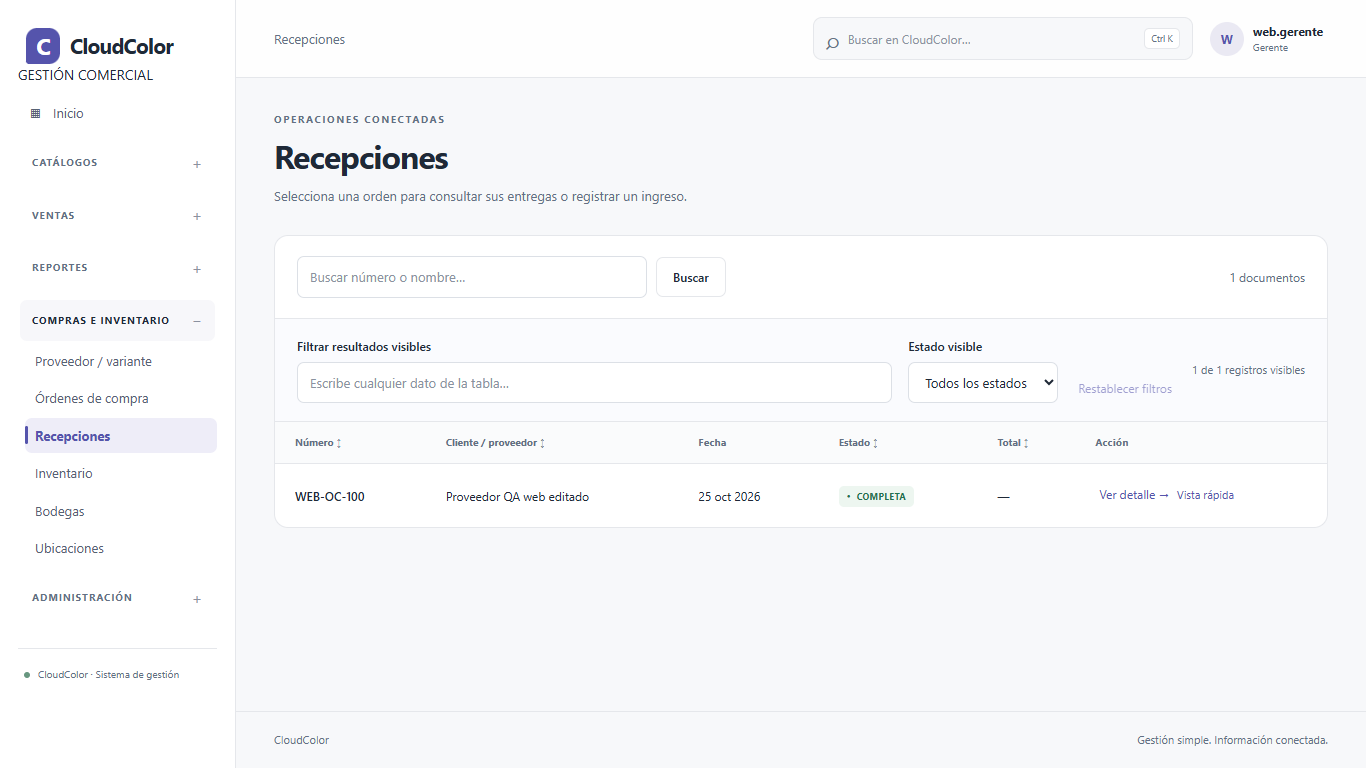 C CloudColor
GESTIÓN COMERCIAL
Inicio
CATÁLOGOS +
VENTAS +
REPORTES +
COMPRAS E INVENTARIO −
Proveedor / variante
Órdenes de compra
Recepciones
Inventario
Bodegas
Ubicaciones
ADMINISTRACIÓN +
CloudColor · Sistema de gestión
Recepciones
Buscar en CloudColor... Ctrl K
W web.gerente
Gerente
OPERACIONES CONECTADAS
Recepciones
Selecciona una orden para consultar sus entregas o registrar un ingreso.
Buscar número o nombre... Buscar 1 documentos
Filtrar resultados visibles Estado visible
Escribe cualquier dato de la tabla... Todos los estados Restablecer filtros 1 de 1 registros visibles
Número ↕ Cliente / proveedor ↕ Fecha Estado ↕ Total ↕ Acción
WEB-OC-100 Proveedor QA web editado 25 oct 2026 • COMPLETA — Ver detalle → Vista rápida
CloudColor Gestión simple. Información conectada.